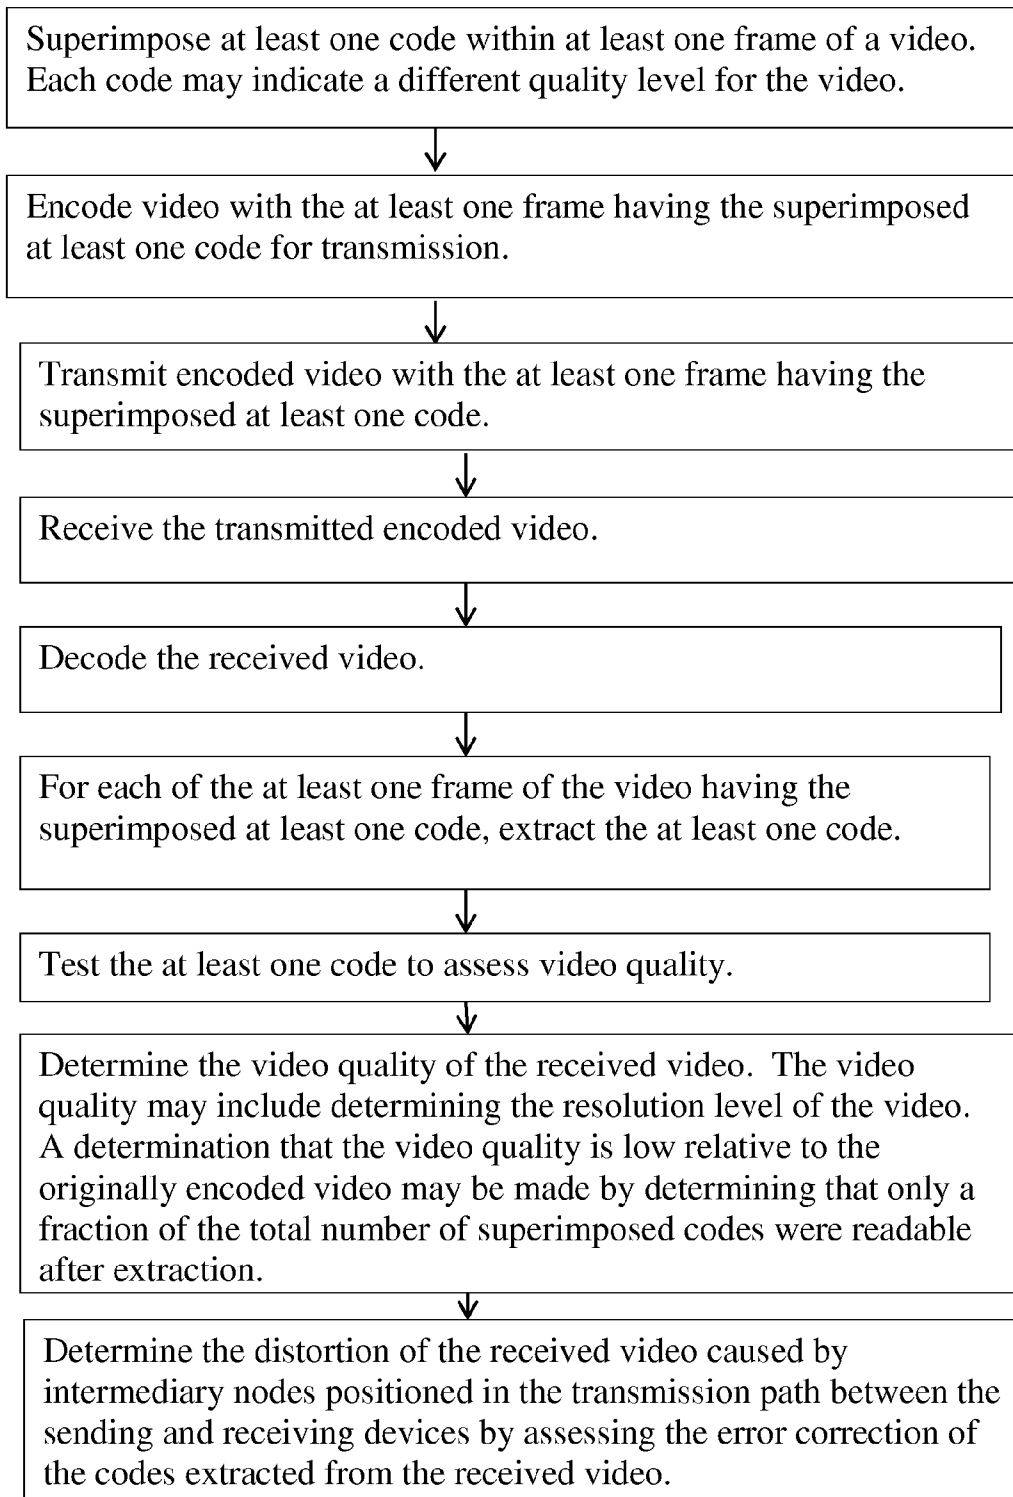 Superimpose at least one code within at least one frame of a video.
Each code may indicate a different quality level for the video.
Encode video with the at least one frame having the superimposed
at least one code for transmission.
Transmit encoded video with the at least one frame having the
superimposed at least one code.
Receive the transmitted encoded video.
Decode the received video.
For each of the at least one frame of the video having the
superimposed at least one code, extract the at least one code.
Test the at least one code to assess video quality.
Determine the video quality of the received video.  The video
quality may include determining the resolution level of the video.
A determination that the video quality is low relative to the
originally encoded video may be made by determining that only a
fraction of the total number of superimposed codes were readable
after extraction.
Determine the distortion of the received video caused by
intermediary nodes positioned in the transmission path between the
sending and receiving devices by assessing the error correction of
the codes extracted from the received video.